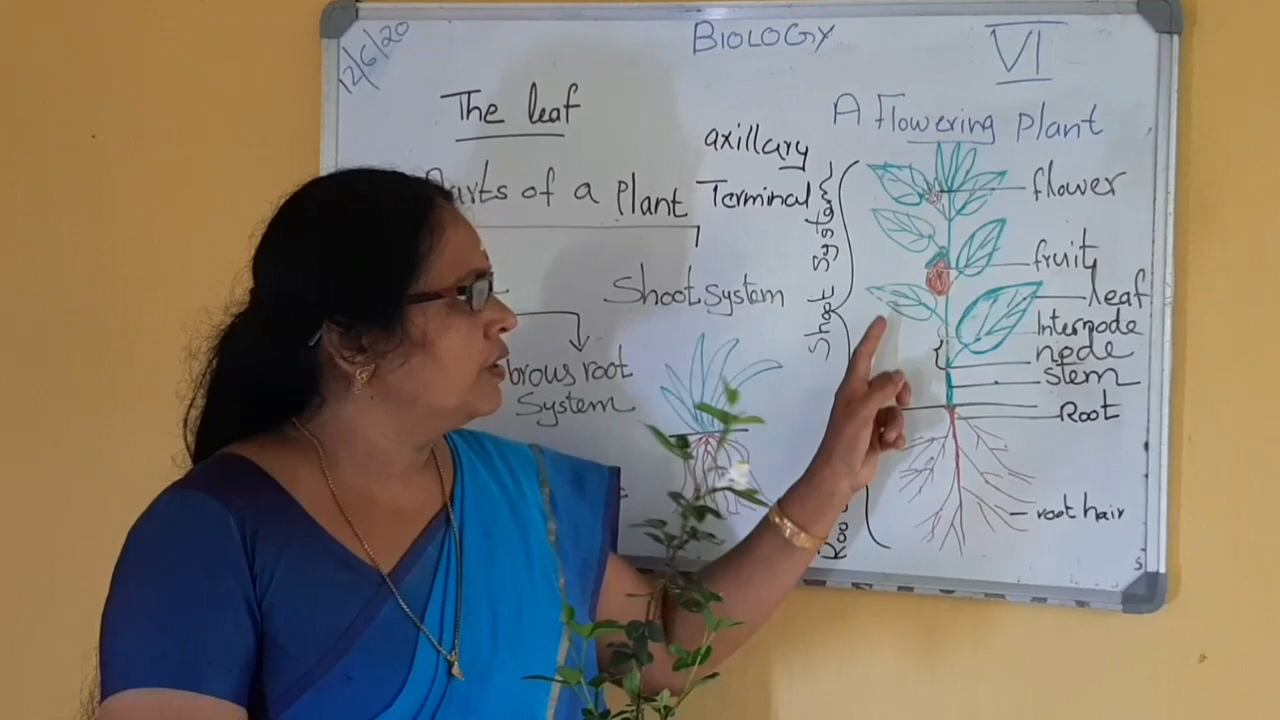 12/6/20
BIOLOGY
VI
The leaf
Parts of a Plant
axillary
Terminal
Shoot System
brous root
System
A Flowering Plant
Shoot System
flower
fruit
leaf
Internode
node
stem
Root
root hair